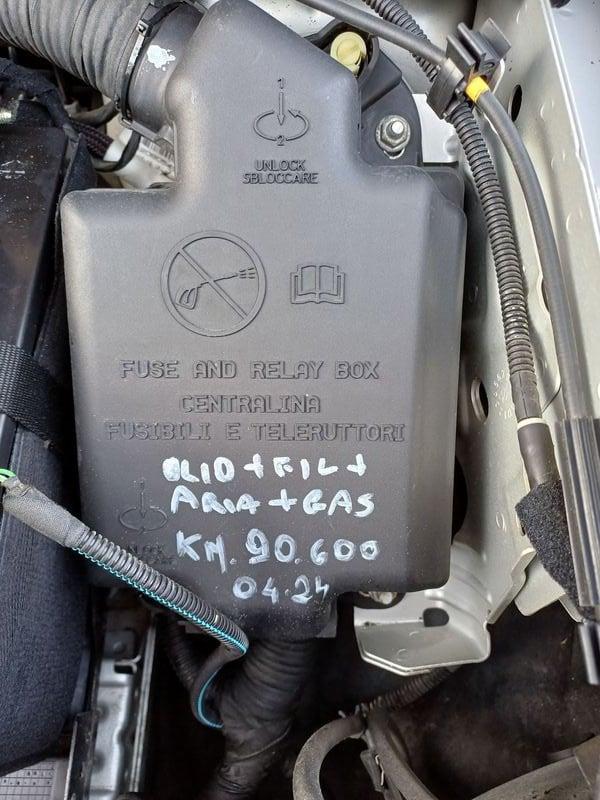 1
2
UNLOCK
SBLOCCARE
FUSE AND RELAY BOX
CENTRALINA
FUSIBILI E TELERUTTORI
OLIO + FIL +
ARIA + GAS
KM. 90.600
04.24